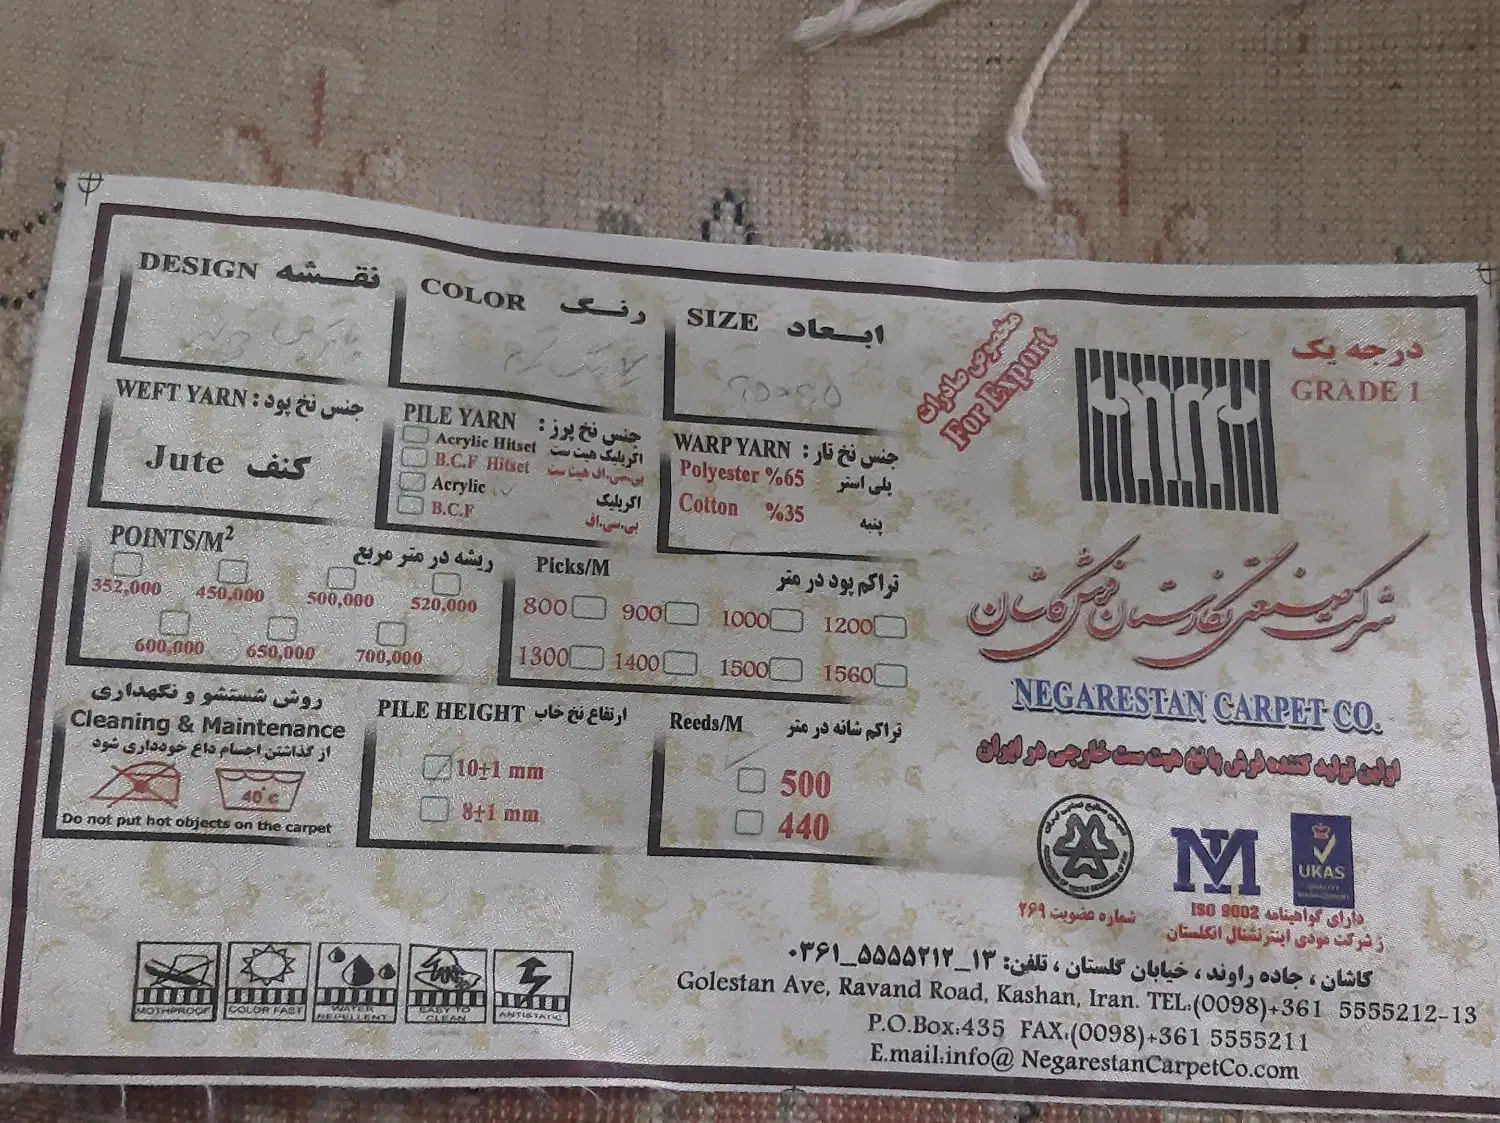 DESIGN نقشه
COLOR رنگ
SIZE ابعاد
مخصوص صادرات
For Export
درجه یک
GRADE 1
WEFT YARN : جنس نخ پود
Jute کنف
PILE YARN : جنس نخ پرز
Acrylic Hitset اکریلیک هیت ست
B.C.F Hitset بی.سی.اف هیت ست
Acrylic اکریلیک
B.C.F بی.سی.اف
WARP YARN : جنس نخ تار
Polyester %65 پلی استر
Cotton %35 پنبه
POINTS/M² ریشه در متر مربع
352,000 450,000 500,000 520,000
600,000 650,000 700,000
Picks/M تراکم پود در متر
800 900 1000 1200
1300 1400 1500 1560
شرکت صنعتی نگارستان فرش کاشان
NEGARESTAN CARPET CO.
اولین تولید کننده فرش با نخ هیت ست خارجی در ایران
روش شستشو و نگهداری
Cleaning & Maintenance
از گذاشتن اجسام داغ خودداری شود
40°C
Do not put hot objects on the carpet
PILE HEIGHT ارتفاع نخ خاب
10±1 mm
8±1 mm
Reeds/M تراکم شانه در متر
500
440
NTM
UKAS
QUALITY
MANAGEMENT
شماره عضویت ۲۶۹
دارای گواهینامه ISO 9002
ز شرکت مودی اینترنشنال انگلستان
MOTHPROOF
COLOR FAST
WATER REPELLENT
EASY TO CLEAN
ANTISTATIC
کاشان ، جاده راوند ، خیابان گلستان ، تلفن: ۱۳_۵۵۵۵۲۱۲_۰۳۶۱
Golestan Ave, Ravand Road, Kashan, Iran. TEL.:(0098)+361 5555212-13
P.O.Box:435 FAX.(0098)+361 5555211
E.mail:info@ NegarestanCarpetCo.com